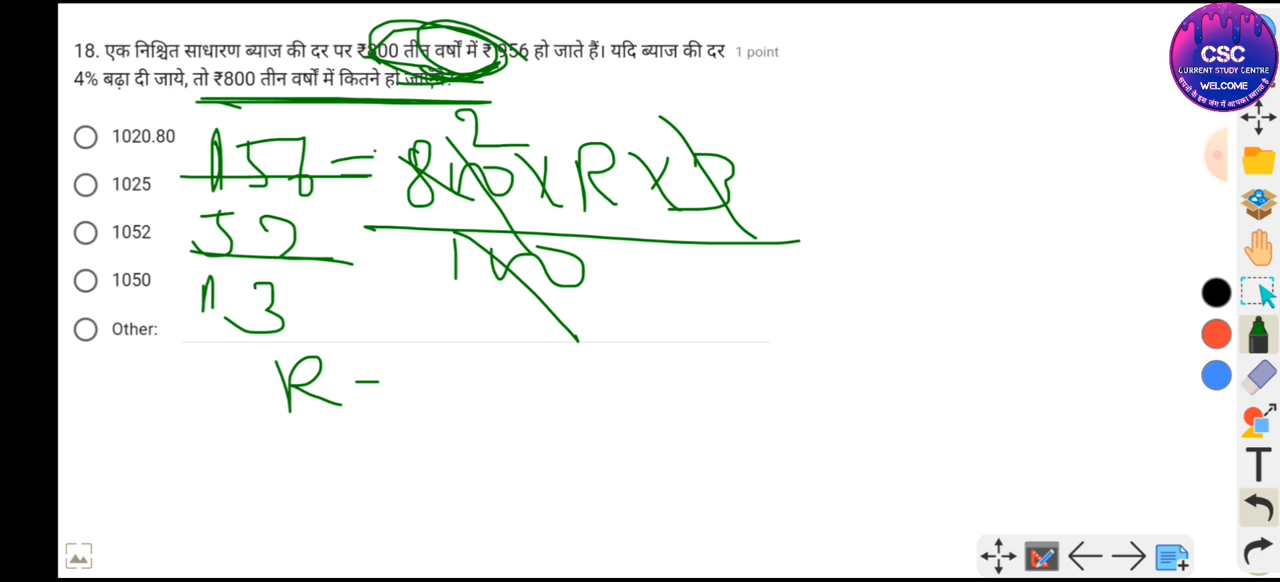 18. एक निश्चित साधारण ब्याज की दर पर ₹800 तीन वर्षों में ₹956 हो जाते हैं। यदि ब्याज की दर 1 point
4% बढ़ा दी जाये, तो ₹800 तीन वर्षों में कितने हो
1020.80
1025
1052
1050
Other:
156 = 800 × R × 3
2
100
52
13
R =
CSC
CURRENT STUDY CENTRE
WELCOME
T